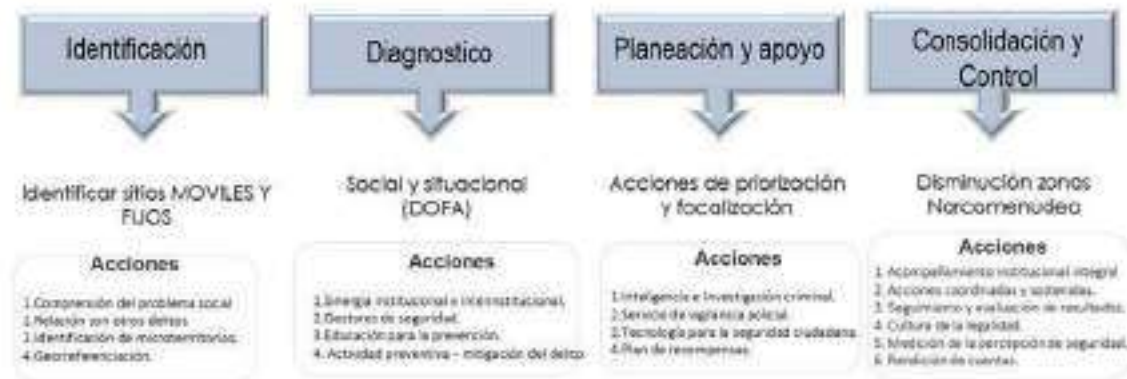 Identificación
Identificar sitios MOVILES Y
FIJOS
Acciones
1.Comprensión del problema social
2.Relación con otros delitos
3.Identificación de microterritorios.
4.Georreferenciación.
Diagnostico
Social y situacional
(DOFA)
Acciones
1.Sinergia institucional e interinstitucional.
2.Gestores de seguridad.
3.Educación para la prevención.
4. Actividad preventiva – mitigación del delito
Planeación y apoyo
Acciones de priorización
y focalización
Acciones
1.Inteligencia e Investigación criminal.
2.Servicio de vigilancia policial.
3.Tecnología para la seguridad ciudadana.
4.Plan de recompensas.
Consolidación y
Control
Disminución zonas
Narcomenudeo
Acciones
1. Acompañamiento institucional integral
2. Acciones coordinadas y sostenidas.
3. Seguimiento y evaluación de resultados.
4. Cultura de la legalidad.
5. Medición de la percepción de seguridad.
6. Rendición de cuentas.